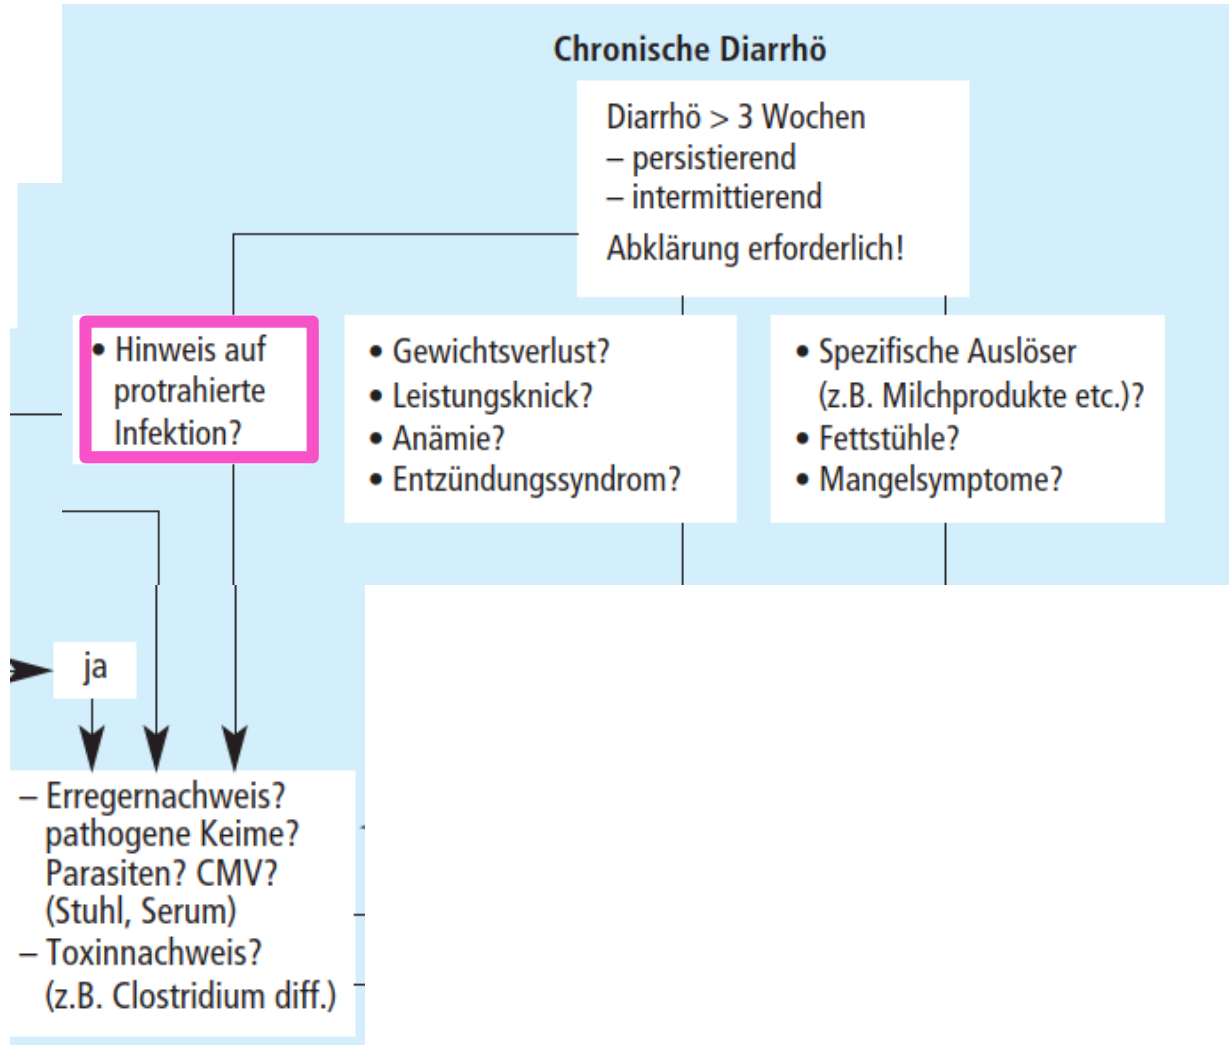 Chronische Diarrhö
Diarrhö > 3 Wochen
– persistierend
– intermittierend
Abklärung erforderlich!
• Hinweis auf
protrahierte
Infektion?
• Gewichtsverlust?
• Leistungsknick?
• Anämie?
• Entzündungssyndrom?
• Spezifische Auslöser
(z.B. Milchprodukte etc.)?
• Fettstühle?
• Mangelsymptome?
ja
– Erregernachweis?
pathogene Keime?
Parasiten? CMV?
(Stuhl, Serum)
– Toxinnachweis?
(z.B. Clostridium diff.)